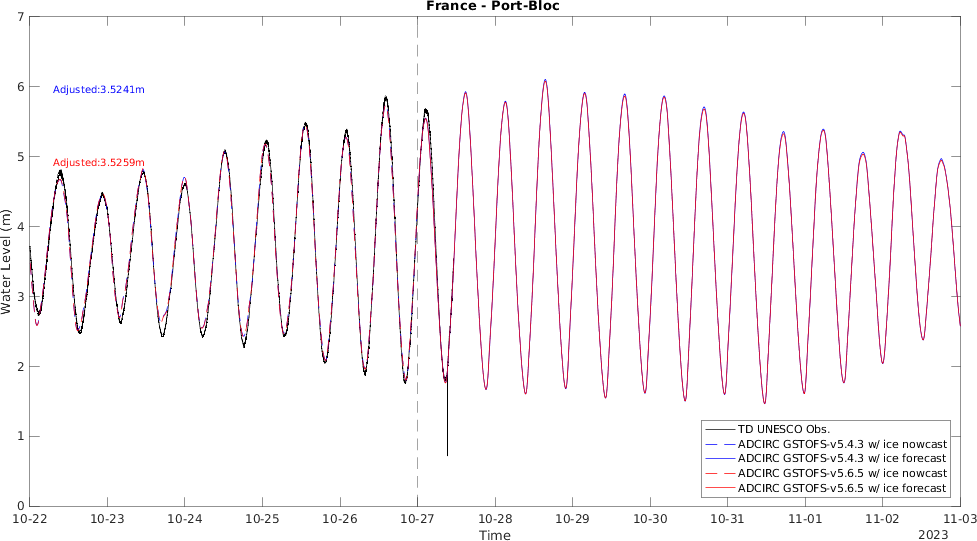 France - Port-Bloc
7
6
5
4
3
2
1
0
Water Level (m)
Adjusted:3.5241m
Adjusted:3.5259m
TD UNESCO Obs.
ADCIRC GSTOFS-v5.4.3 w/ ice nowcast
ADCIRC GSTOFS-v5.4.3 w/ ice forecast
ADCIRC GSTOFS-v5.6.5 w/ ice nowcast
ADCIRC GSTOFS-v5.6.5 w/ ice forecast
10-22 10-23 10-24 10-25 10-26 10-27 10-28 10-29 10-30 10-31 11-01 11-02 11-03
Time
2023